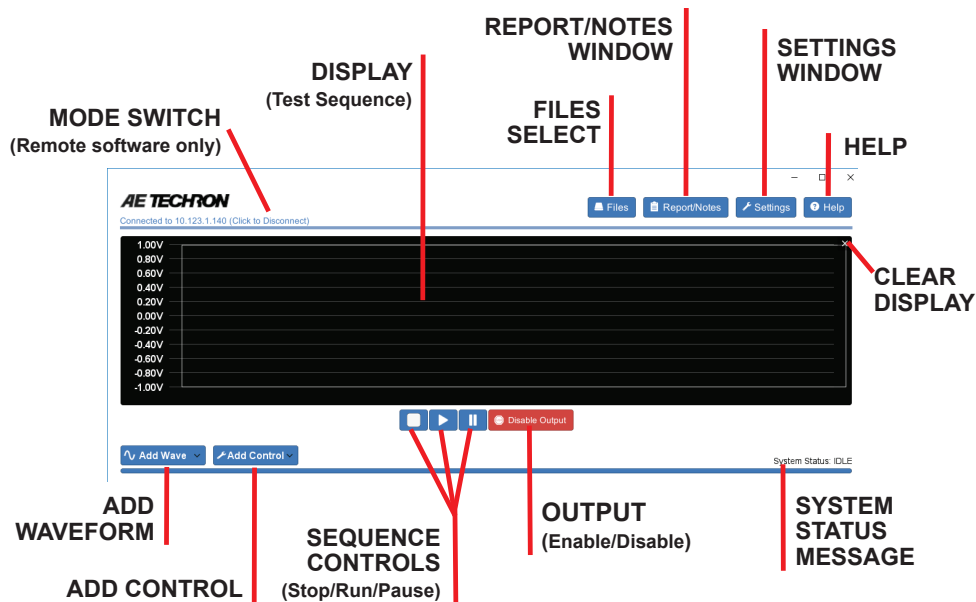 REPORT/NOTES
WINDOW
SETTINGS
WINDOW
DISPLAY
(Test Sequence)
FILES
SELECT
MODE SWITCH
(Remote software only)
HELP
AE TECHRON
Connected to 10.123.1.140 (Click to Disconnect)
Files
Report/Notes
Settings
Help
1.00V
0.80V
0.60V
0.40V
0.20V
0.00V
-0.20V
-0.40V
-0.60V
-0.80V
-1.00V
CLEAR
DISPLAY
Disable Output
Add Wave
Add Control
System Status: IDLE
ADD
WAVEFORM
ADD CONTROL
SEQUENCE
CONTROLS
(Stop/Run/Pause)
OUTPUT
(Enable/Disable)
SYSTEM
STATUS
MESSAGE